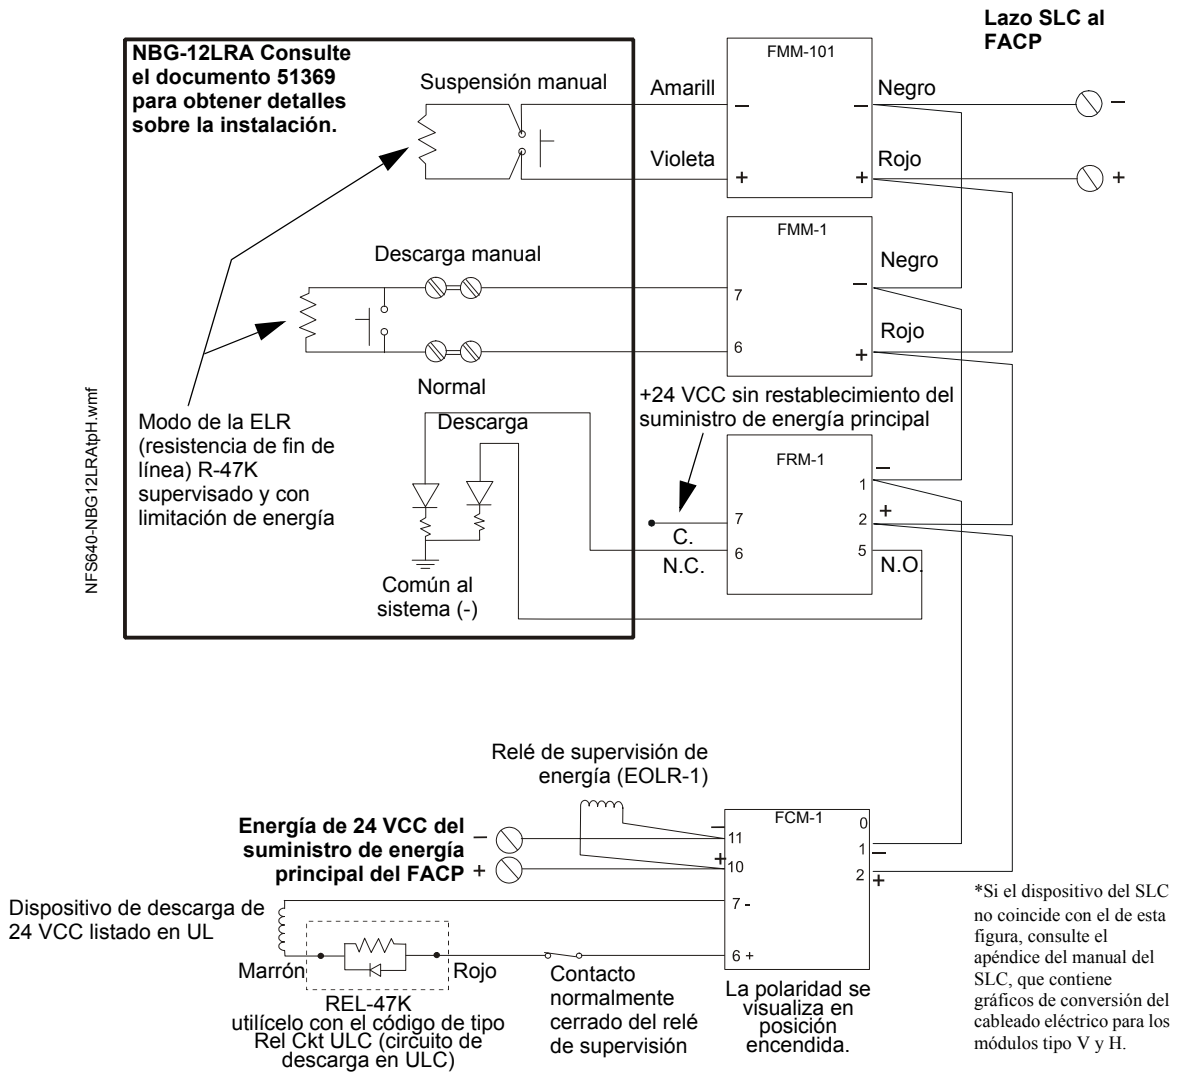 Lazo SLC al
FACP
NBG-12LRA Consulte
el documento 51369
para obtener detalles
sobre la instalación.
Suspensión manual
Amarill
Violeta
FMM-101
−
+
−
+
Negro
Rojo
−
+
Descarga manual
Normal
FMM-1
7
6
−
+
Negro
Rojo
+24 VCC sin restablecimiento del
suministro de energía principal
Descarga
Modo de la ELR
(resistencia de fin de
línea) R-47K
supervisado y con
limitación de energía
NFS640-NBG12LRAtpH.wmf
FRM-1
7
6
1
2
5
−
+
C.
N.C.
N.O.
Común al
sistema (-)
Relé de supervisión de
energía (EOLR-1)
Energía de 24 VCC del
suministro de energía
principal del FACP
−
+
FCM-1
−
11
+
10
7 -
6 +
0
1
−
2
+
Dispositivo de descarga de
24 VCC listado en UL
Marrón
Rojo
REL-47K
utilícelo con el código de tipo
Rel Ckt ULC (circuito de
descarga en ULC)
Contacto
normalmente
cerrado del relé
de supervisión
La polaridad se
visualiza en
posición
encendida.
*Si el dispositivo del SLC
no coincide con el de esta
figura, consulte el
apéndice del manual del
SLC, que contiene
gráficos de conversión del
cableado eléctrico para los
módulos tipo V y H.